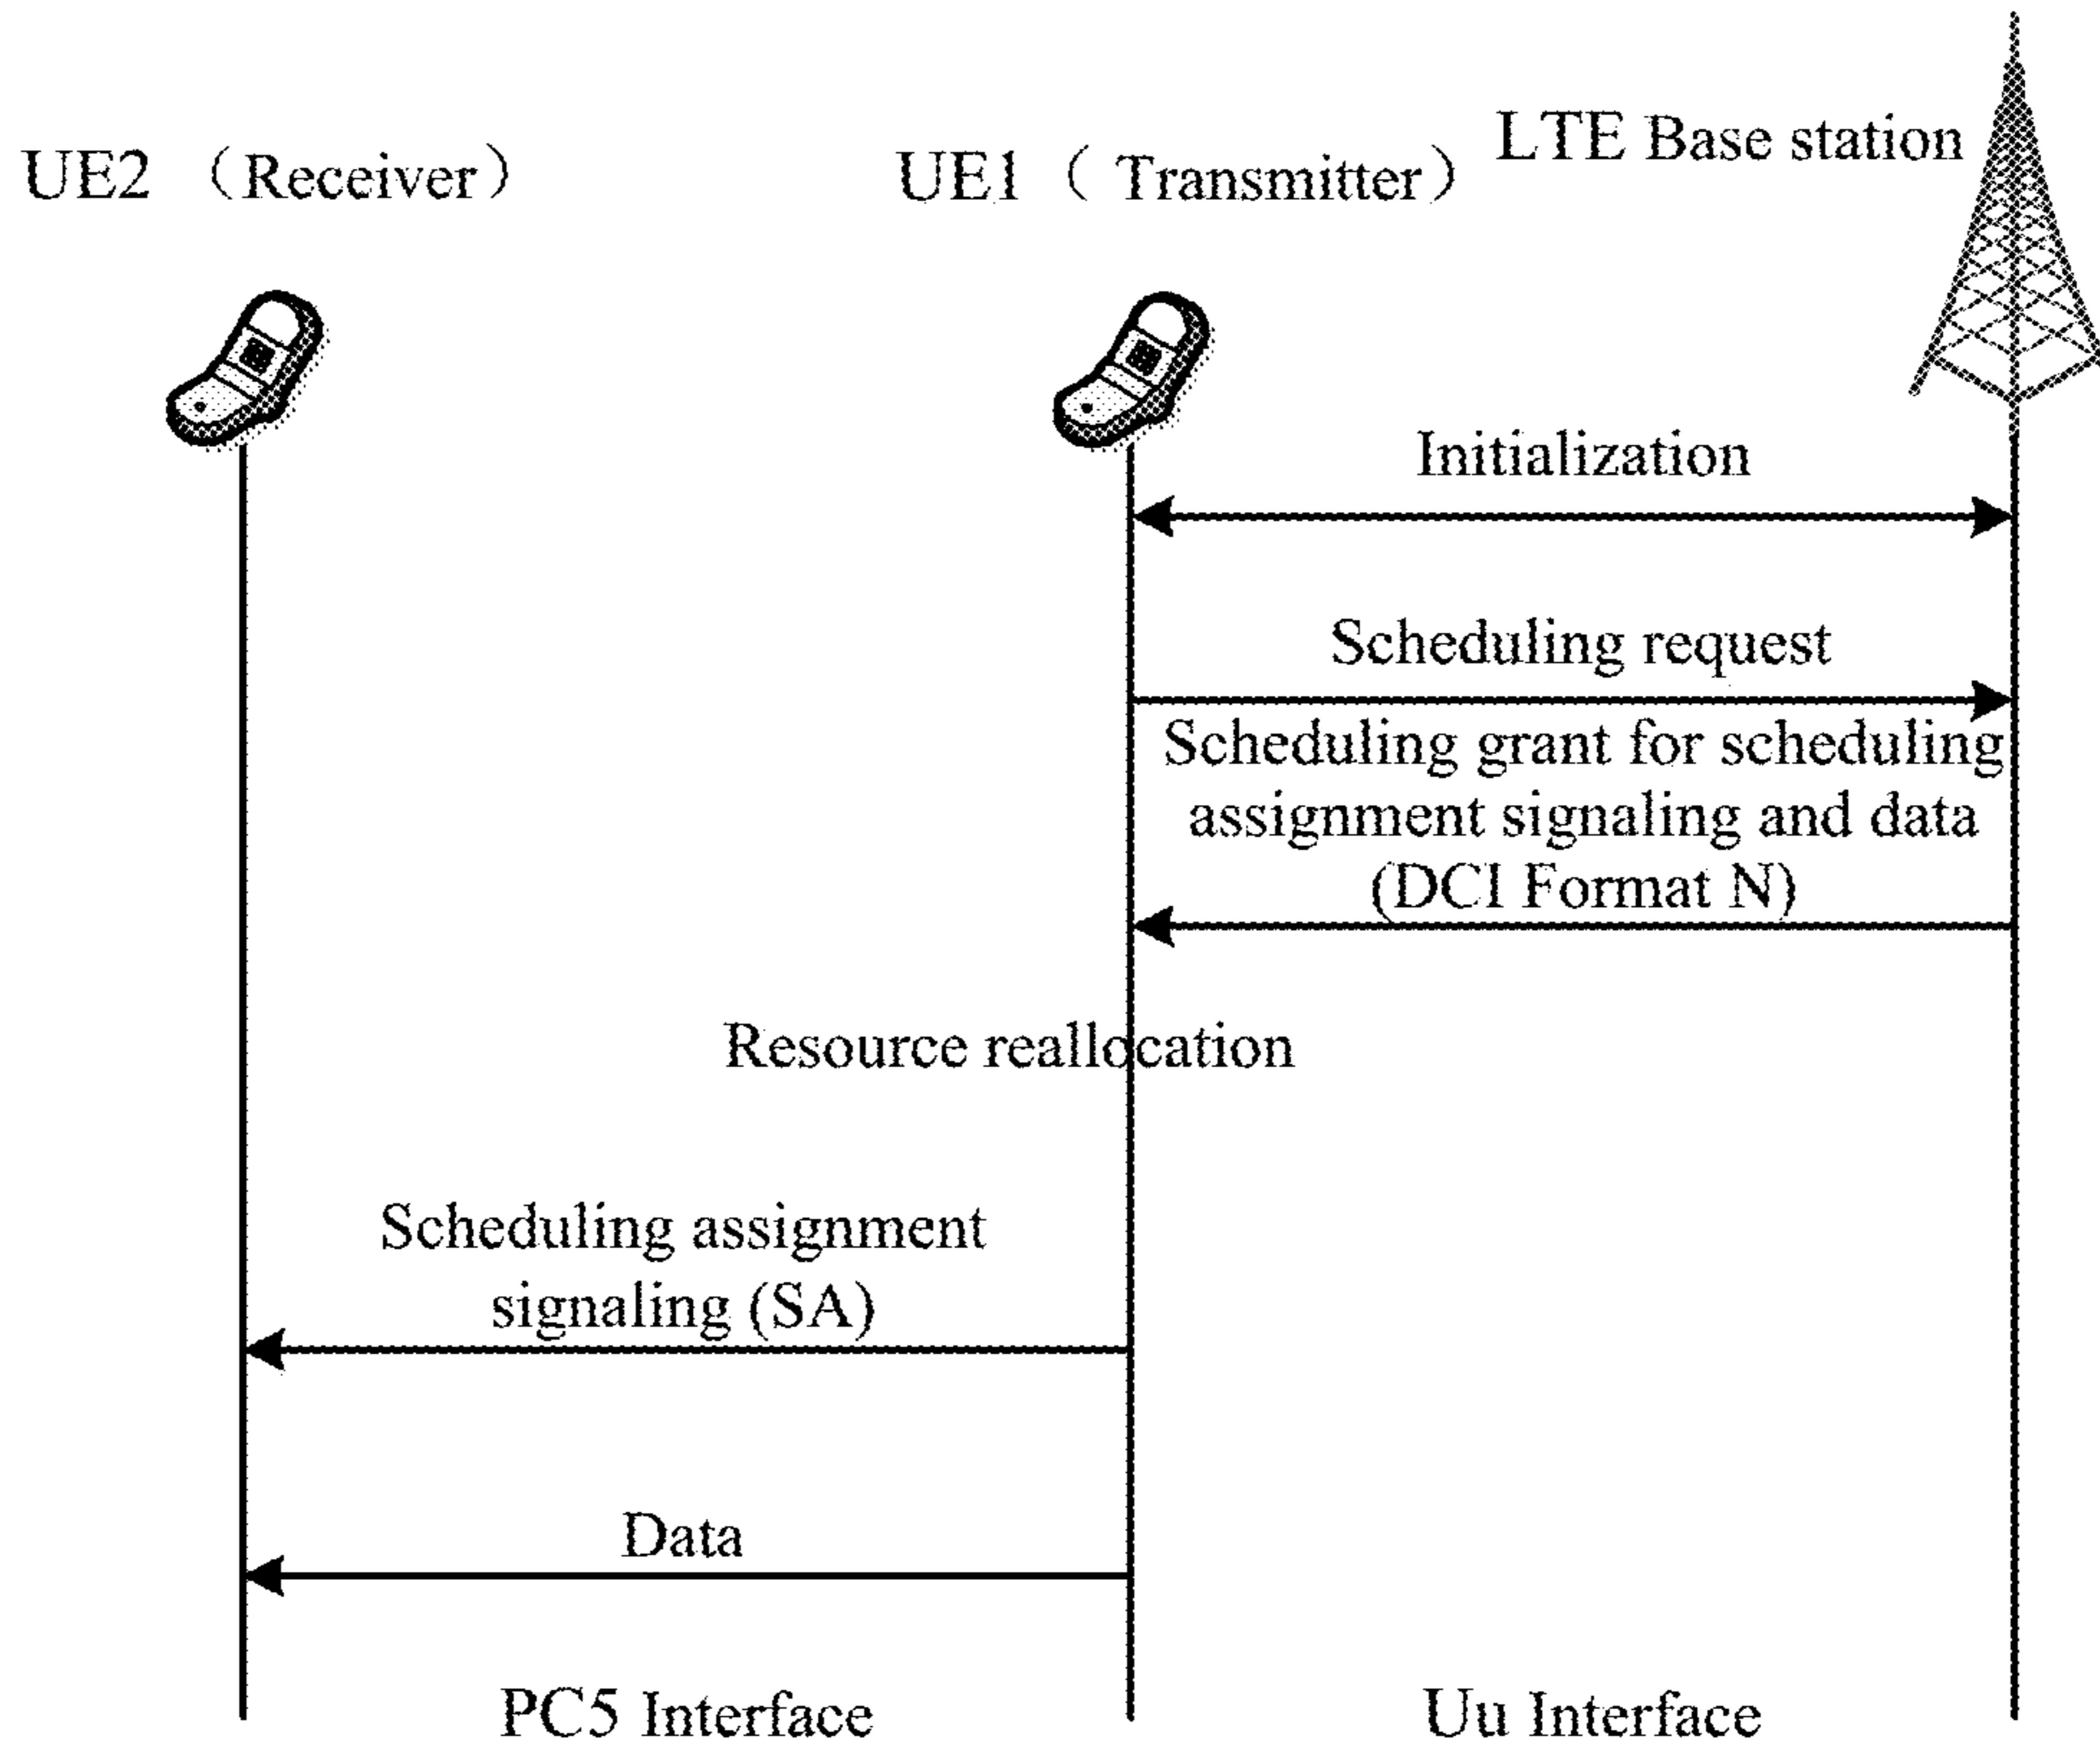 UE2 （Receiver）
UE1 （ Transmitter）
LTE Base station
Initialization
Scheduling request
Scheduling grant for scheduling
assignment signaling and data
(DCI Format N)
Resource reallocation
Scheduling assignment
signaling (SA)
Data
PC5 Interface
Uu Interface